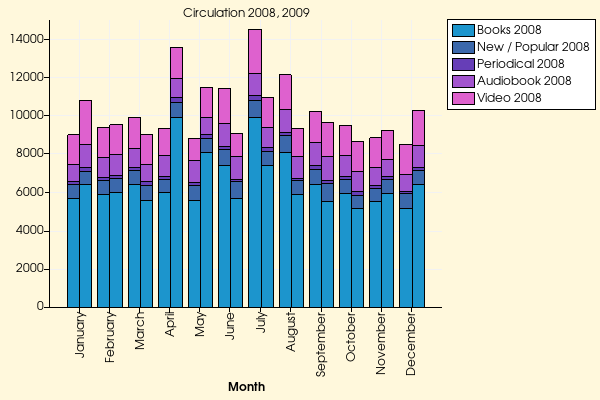 Circulation 2008, 2009
14000
12000
10000
8000
6000
4000
2000
0
January
February
March
April
May
June
July
August
September
October
November
December
Month
Books 2008
New / Popular 2008
Periodical 2008
Audiobook 2008
Video 2008